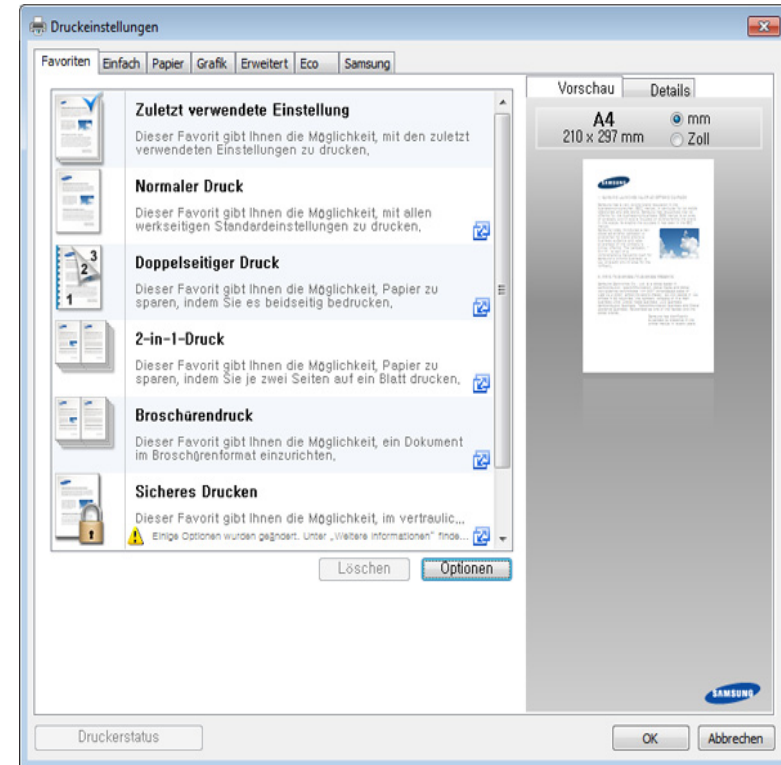 Druckeinstellungen
Favoriten Einfach Papier Grafik Erweitert Eco Samsung
Zuletzt verwendete Einstellung
Dieser Favorit gibt Ihnen die Möglichkeit, mit den zuletzt
verwendeten Einstellungen zu drucken.
Normaler Druck
Dieser Favorit gibt Ihnen die Möglichkeit, mit allen
werkseitigen Standardeinstellungen zu drucken.
1 2 3
Doppelseitiger Druck
Dieser Favorit gibt Ihnen die Möglichkeit, Papier zu
sparen, indem Sie es beidseitig bedrucken.
2-in-1-Druck
Dieser Favorit gibt Ihnen die Möglichkeit, Papier zu
sparen, indem Sie je zwei Seiten auf ein Blatt drucken.
Broschürendruck
Dieser Favorit gibt Ihnen die Möglichkeit, ein Dokument
im Broschürenformat einzurichten.
Sicheres Drucken
Dieser Favorit gibt Ihnen die Möglichkeit, im vertraulic...
Einige Optionen wurden geändert. Unter „Weitere Informationen" finde...
Löschen Optionen
Vorschau Details
A4
210 x 297 mm
mm
Zoll
SAMSUNG
SAMSUNG
Druckerstatus
OK Abbrechen